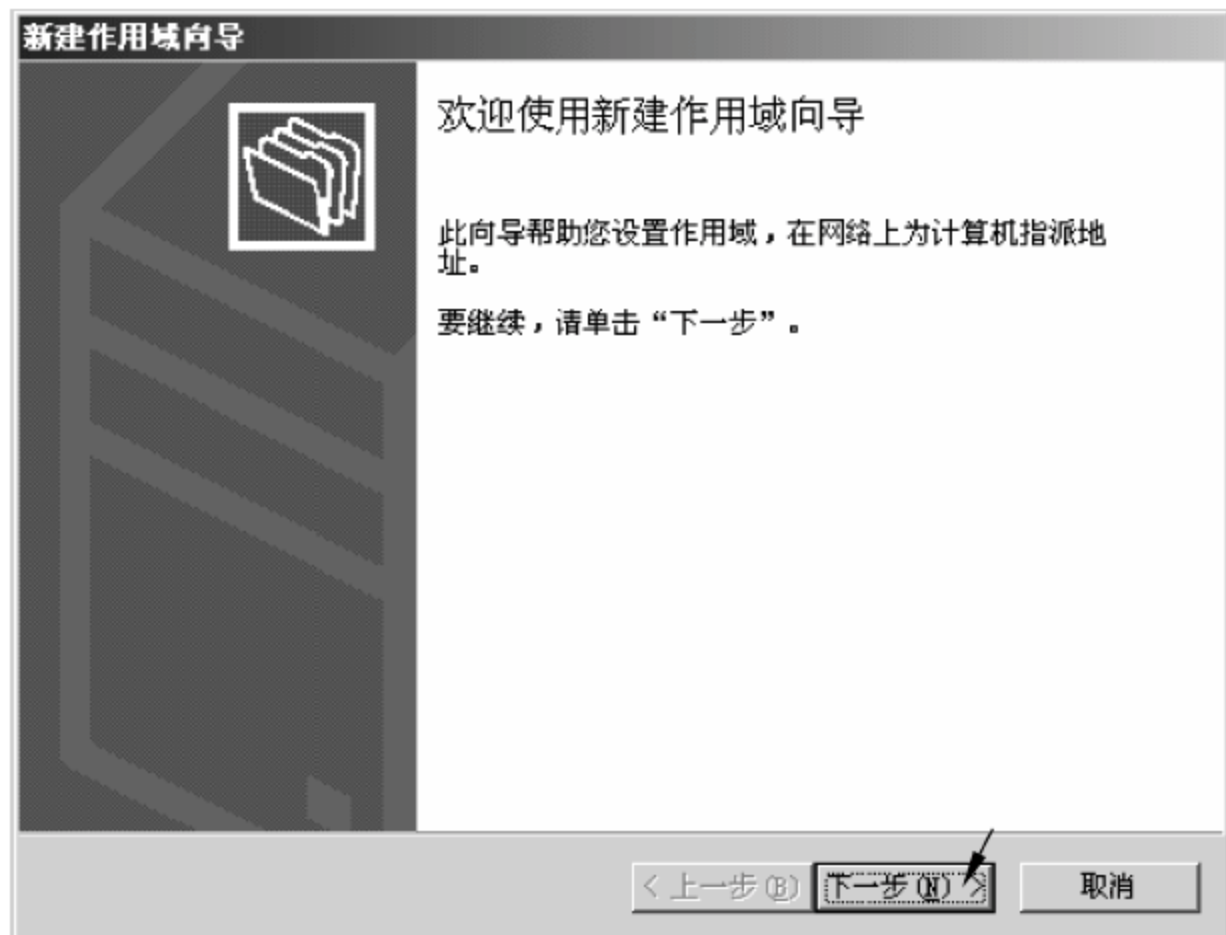 新建作用域向导
欢迎使用新建作用域向导
此向导帮助您设置作用域，在网络上为计算机指派地
址。
要继续，请单击“下一步”。
< 上一步(B)
下一步(N) >
取消